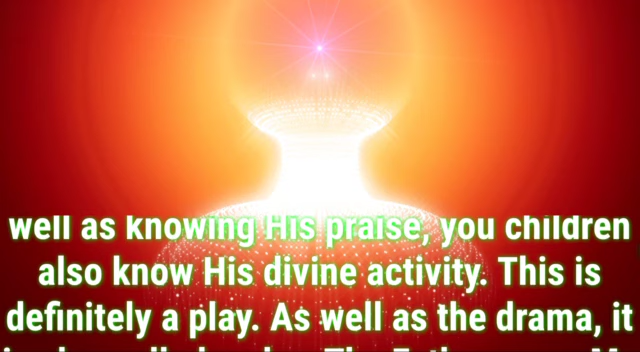 well as knowing His praise, you children
also know His divine activity. This is
definitely a play. As well as the drama, it